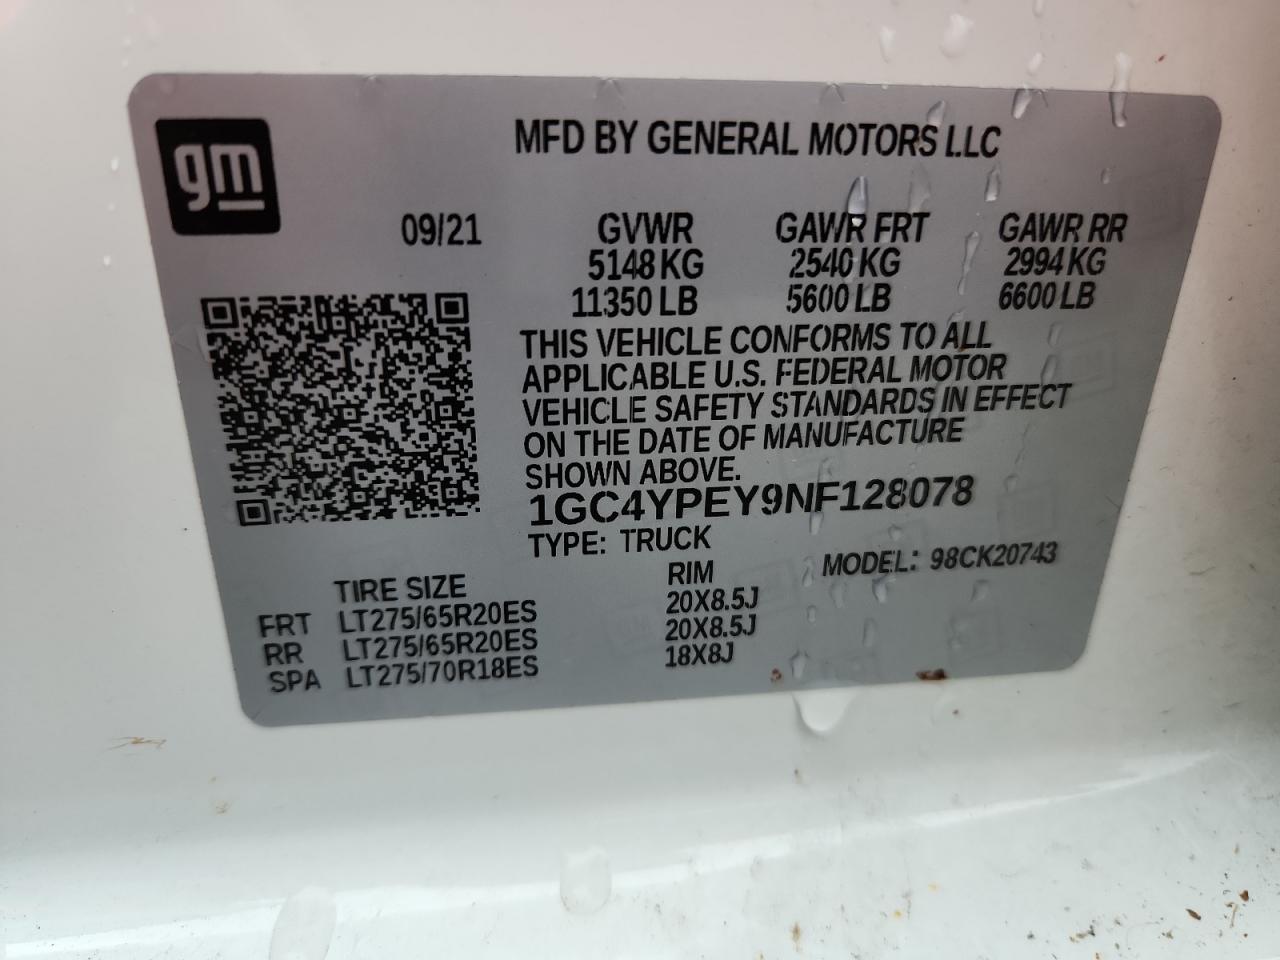 gm
MFD BY GENERAL MOTORS LLC
09/21 GVWR GAWR FRT GAWR RR
5148 KG 2540 KG 2994 KG
11350 LB 5600 LB 6600 LB
THIS VEHICLE CONFORMS TO ALL
APPLICABLE U.S. FEDERAL MOTOR
VEHICLE SAFETY STANDARDS IN EFFECT
ON THE DATE OF MANUFACTURE
SHOWN ABOVE.
1GC4YPEY9NF128078
TYPE: TRUCK MODEL: 98CK20743
TIRE SIZE RIM
FRT LT275/65R20ES 20X8.5J
RR LT275/65R20ES 20X8.5J
SPA LT275/70R18ES 18X8J